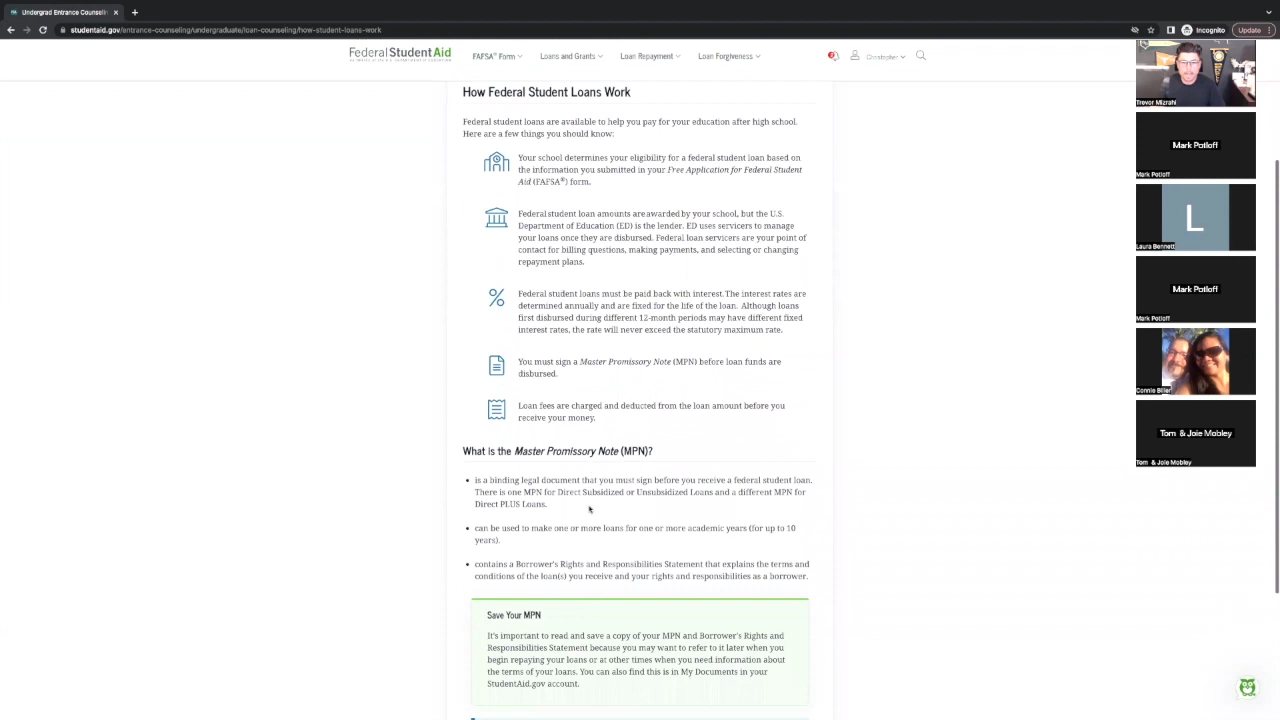 Undergrad Entrance Counselin
studentaid.gov/entrance-counseling/undergraduate/loan-counseling/how-student-loans-work
Incognito
Update
Federal Student Aid
FAFSA® Form
Loans and Grants
Loan Repayment
Loan Forgiveness
Christopher
How Federal Student Loans Work
Federal student loans are available to help you pay for your education after high school.
Here are a few things you should know:
Your school determines your eligibility for a federal student loan based on
the information you submitted in your Free Application for Federal Student
Aid (FAFSA®) form.
Federal student loan amounts are awarded by your school, but the U.S.
Department of Education (ED) is the lender. ED uses servicers to manage
your loans once they are disbursed. Federal loan servicers are your point of
contact for billing questions, making payments, and selecting or changing
repayment plans.
%
Federal student loans must be paid back with interest. The interest rates are
determined annually and are fixed for the life of the loan. Although loans
first disbursed during different 12-month periods may have different fixed
interest rates, the rate will never exceed the statutory maximum rate.
You must sign a Master Promissory Note (MPN) before loan funds are
disbursed.
Loan fees are charged and deducted from the loan amount before you
receive your money.
What is the Master Promissory Note (MPN)?
• is a binding legal document that you must sign before you receive a federal student loan.
There is one MPN for Direct Subsidized or Unsubsidized Loans and a different MPN for
Direct PLUS Loans.
• can be used to make one or more loans for one or more academic years (for up to 10
years).
• contains a Borrower's Rights and Responsibilities Statement that explains the terms and
conditions of the loan(s) you receive and your rights and responsibilities as a borrower.
Save Your MPN
It's important to read and save a copy of your MPN and Borrower's Rights and
Responsibilities Statement because you may want to refer to it later when you
begin repaying your loans or at other times when you need information about
the terms of your loans. You can also find this is in My Documents in your
StudentAid.gov account.
Trevor Mizrahi
Mark Potloff
Mark Potloff
L
Laura Bennett
Mark Potloff
Mark Potloff
Connie Biller
Tom & Joie Mobley
Tom & Joie Mobley